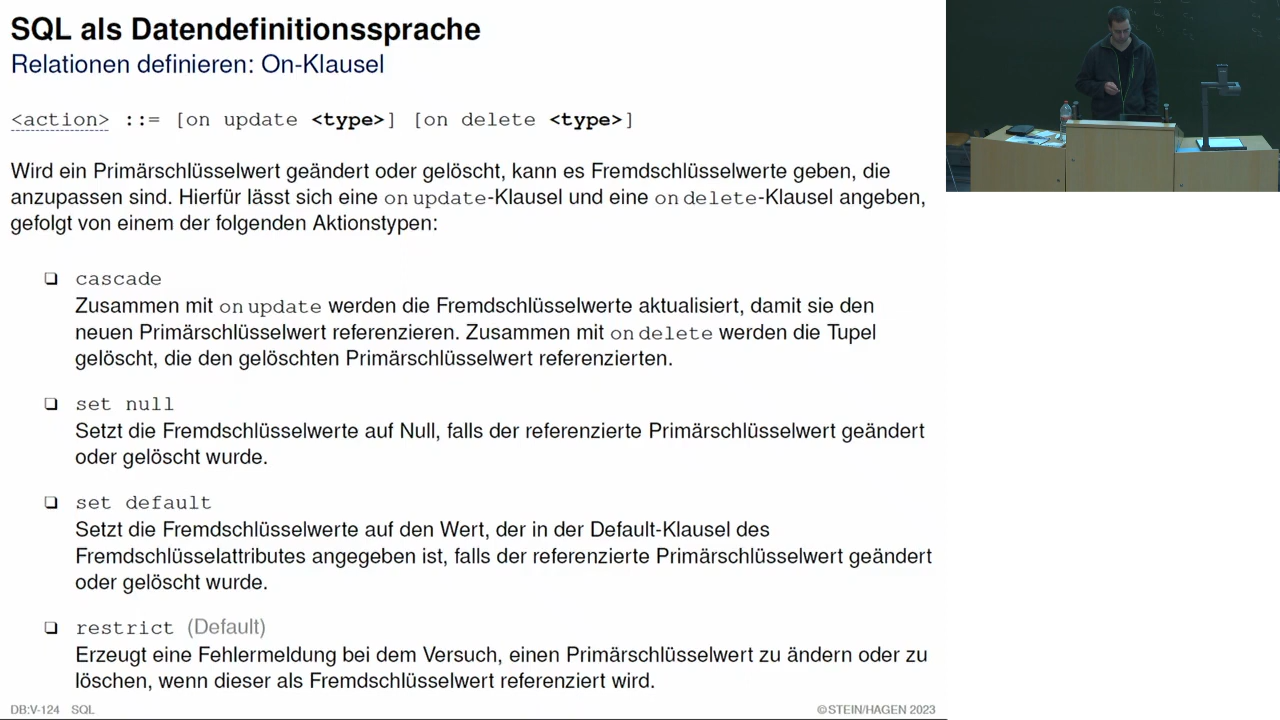 SQL als Datendefinitionssprache
Relationen definieren: On-Klausel
<action> ::= [on update <type>] [on delete <type>]
Wird ein Primärschlüsselwert geändert oder gelöscht, kann es Fremdschlüsselwerte geben, die
anzupassen sind. Hierfür lässt sich eine on update-Klausel und eine on delete-Klausel angeben,
gefolgt von einem der folgenden Aktionstypen:
❑ cascade
Zusammen mit on update werden die Fremdschlüsselwerte aktualisiert, damit sie den
neuen Primärschlüsselwert referenzieren. Zusammen mit on delete werden die Tupel
gelöscht, die den gelöschten Primärschlüsselwert referenzierten.
❑ set null
Setzt die Fremdschlüsselwerte auf Null, falls der referenzierte Primärschlüsselwert geändert
oder gelöscht wurde.
❑ set default
Setzt die Fremdschlüsselwerte auf den Wert, der in der Default-Klausel des
Fremdschlüsselattributes angegeben ist, falls der referenzierte Primärschlüsselwert geändert
oder gelöscht wurde.
❑ restrict (Default)
Erzeugt eine Fehlermeldung bei dem Versuch, einen Primärschlüsselwert zu ändern oder zu
löschen, wenn dieser als Fremdschlüsselwert referenziert wird.
DB:V-124 SQL ©STEIN/HAGEN 2023